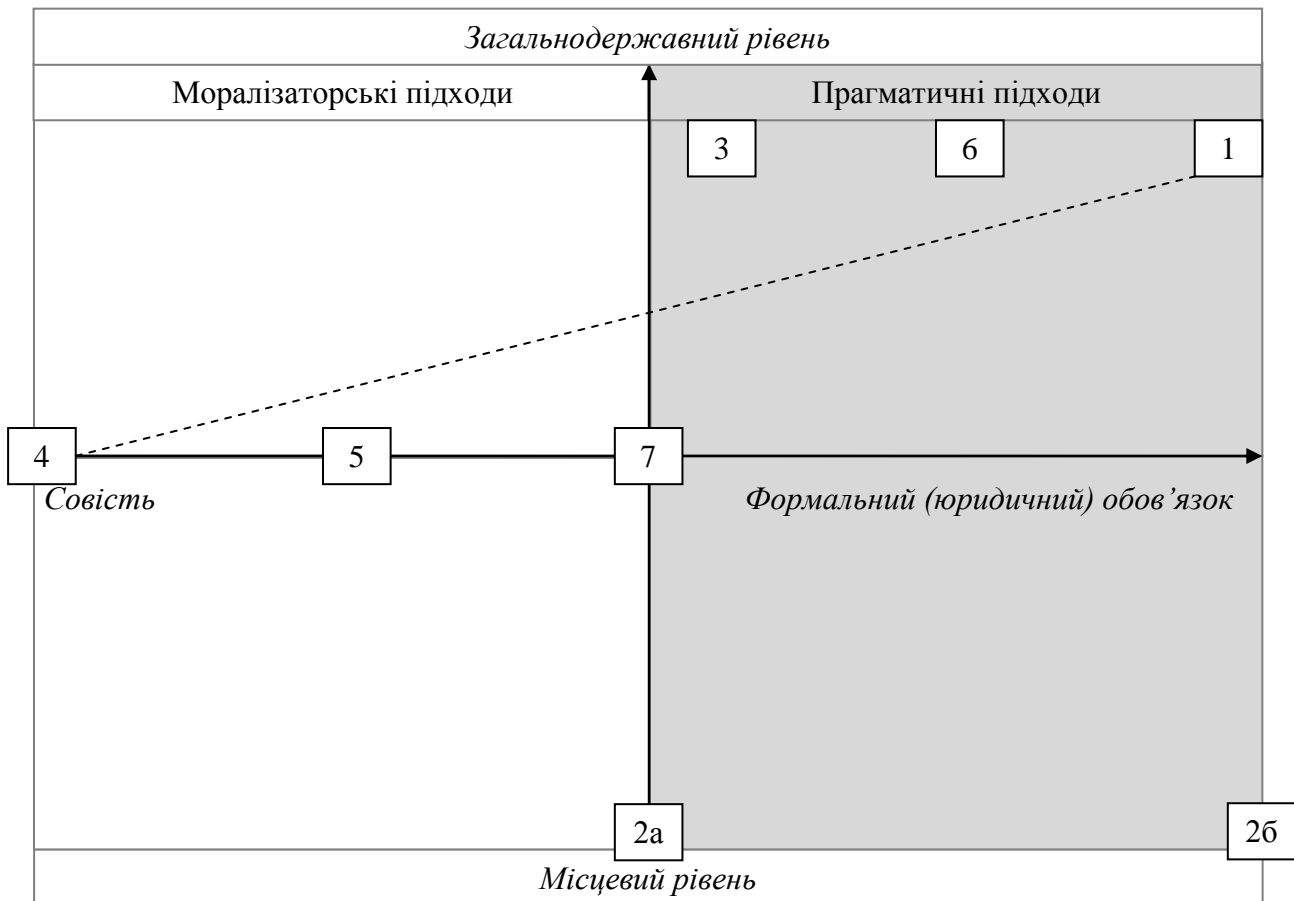 Загальнодержавний рівень
Моралізаторські підходи
Прагматичні підходи
3
6
1
4
5
7
Совість
Формальний (юридичний) обов’язок
2а
2б
Місцевий рівень